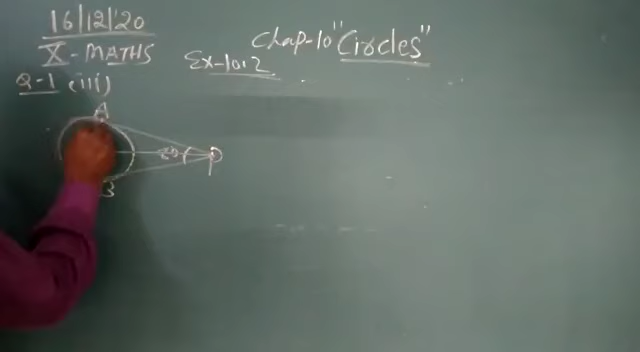 16/12/'20
X - MATHS
Chap-10 "Circles"
Ex-10.2
Q-1 (iii)
A
P
B